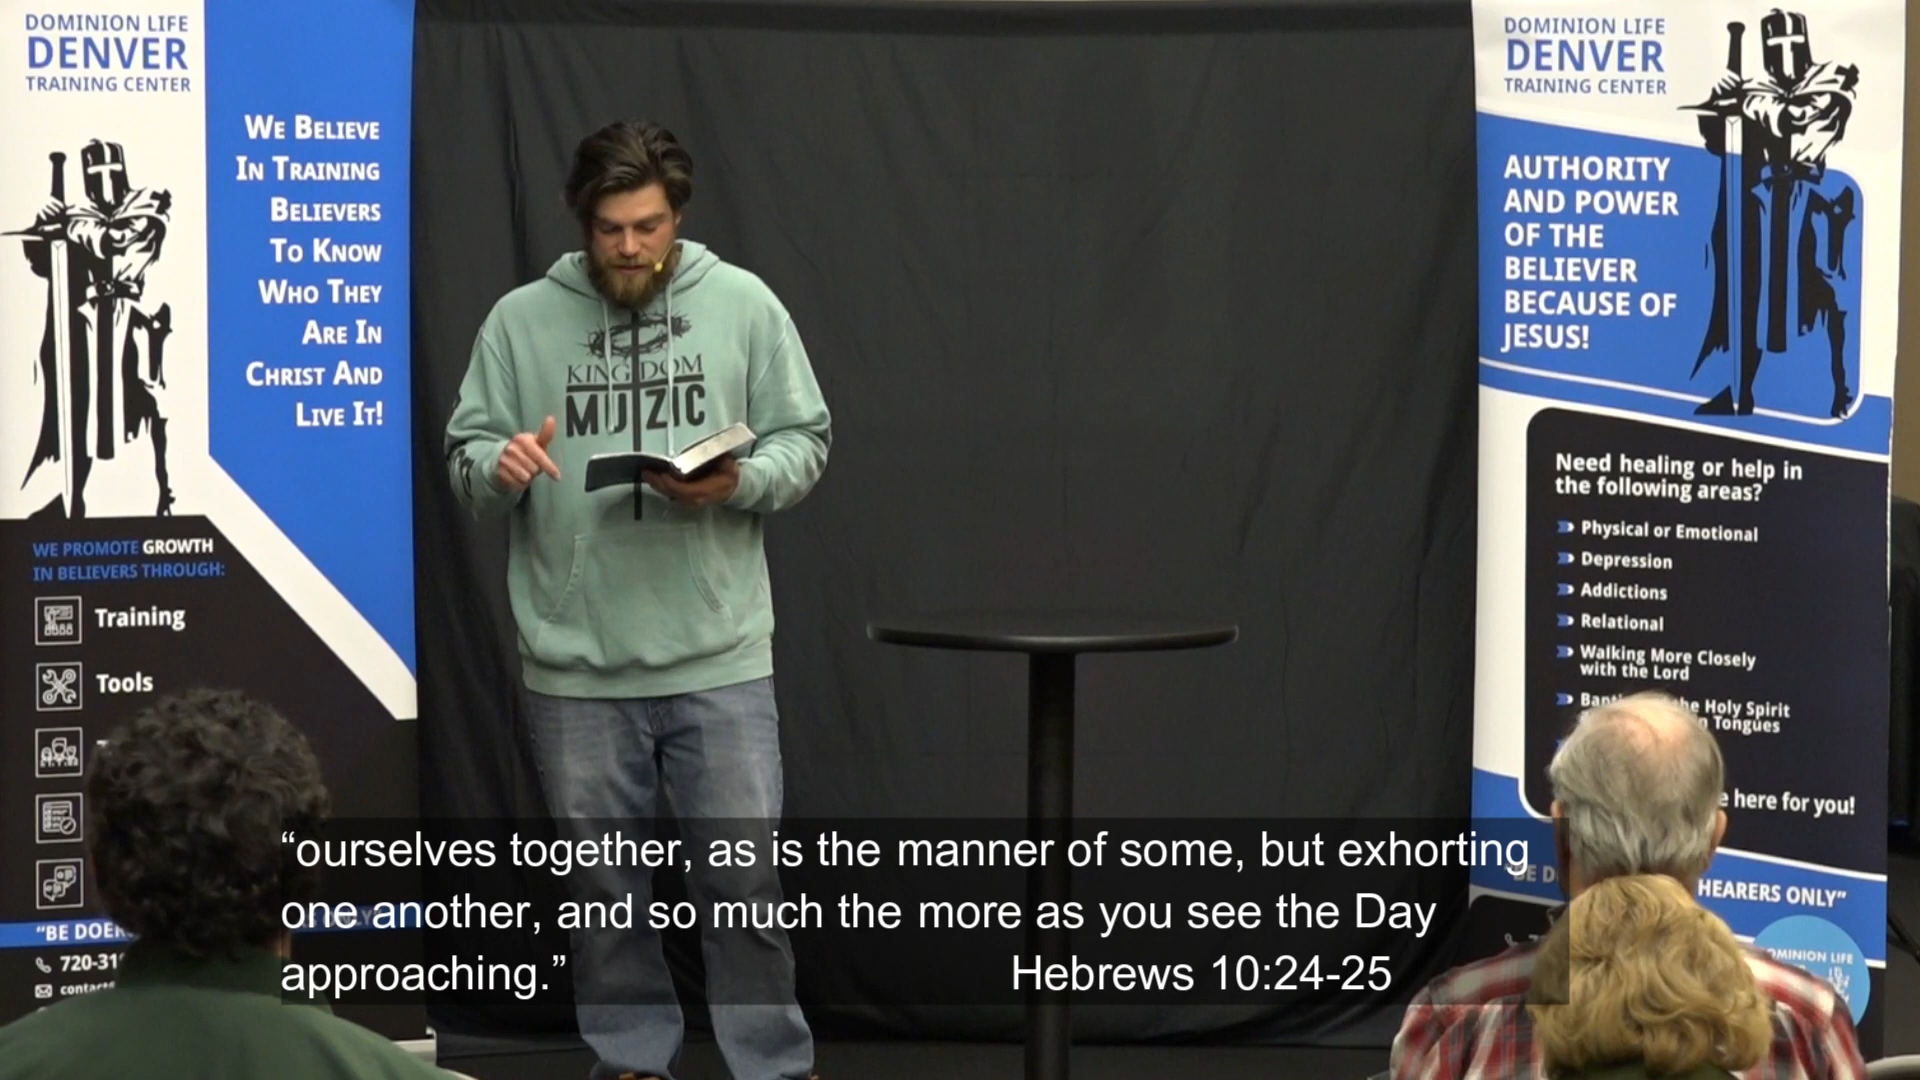 DOMINION LIFE
DENVER
TRAINING CENTER
WE BELIEVE
IN TRAINING
BELIEVERS
TO KNOW
WHO THEY
ARE IN
CHRIST AND
LIVE IT!
WE PROMOTE GROWTH
IN BELIEVERS THROUGH:
Training
Tools
"BE DOER
720-31
KINGDOM
MUZIC
DOMINION LIFE
DENVER
TRAINING CENTER
AUTHORITY
AND POWER
OF THE
BELIEVER
BECAUSE OF
JESUS!
Need healing or help in
the following areas?
Physical or Emotional
Depression
Addictions
Relational
Walking More Closely
with the Lord
Holy Spirit
Tongues
here for you!
HEARERS ONLY"
LIFE
“ourselves together, as is the manner of some, but exhorting
one another, and so much the more as you see the Day
approaching.” Hebrews 10:24-25